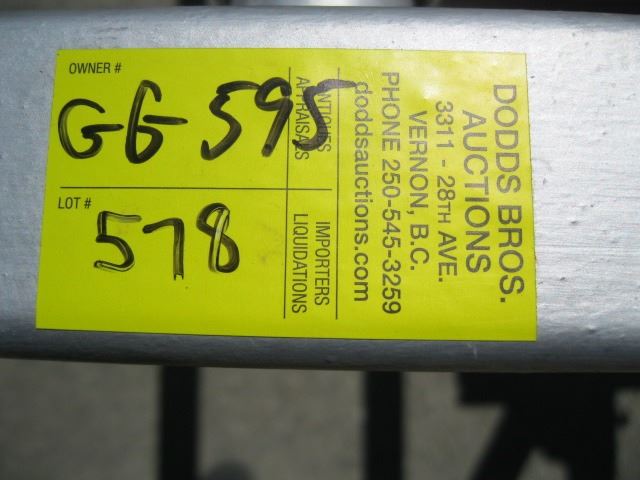 DODDS BROS.
AUCTIONS
3311 - 28TH AVE.
VERNON, B.C.
PHONE 250-545-3259
doddsauctions.com
ANTIQUES IMPORTERS
APPRAISALS LIQUIDATIONS
OWNER #
GG-595
LOT #
578